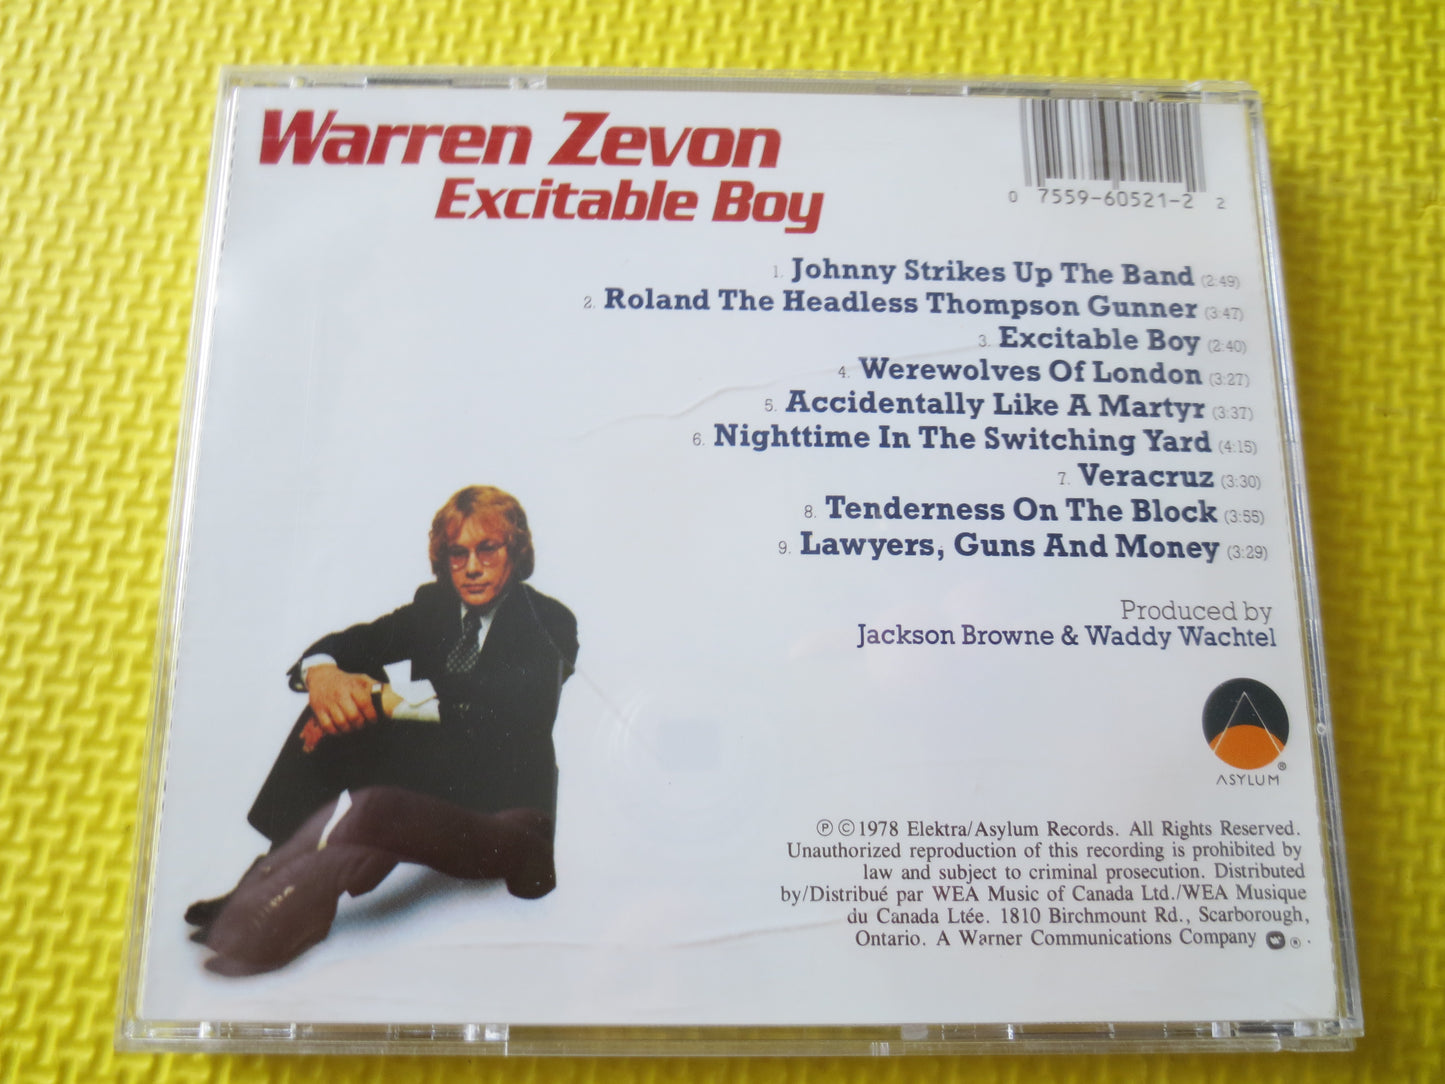 Warren Zevon
Excitable Boy
0 7559-60521-2 2
1. Johnny Strikes Up The Band (2:49)
2. Roland The Headless Thompson Gunner (3:47)
3. Excitable Boy (2:40)
4. Werewolves Of London (3:27)
5. Accidentally Like A Martyr (3:37)
6. Nighttime In The Switching Yard (4:15)
7. Veracruz (3:30)
8. Tenderness On The Block (3:55)
9. Lawyers, Guns And Money (3:29)
Produced by
Jackson Browne & Waddy Wachtel
ASYLUM ®
℗ © 1978 Elektra/Asylum Records. All Rights Reserved.
Unauthorized reproduction of this recording is prohibited by
law and subject to criminal prosecution. Distributed
by/Distribué par WEA Music of Canada Ltd./WEA Musique
du Canada Ltée. 1810 Birchmount Rd., Scarborough,
Ontario. A Warner Communications Company ®.